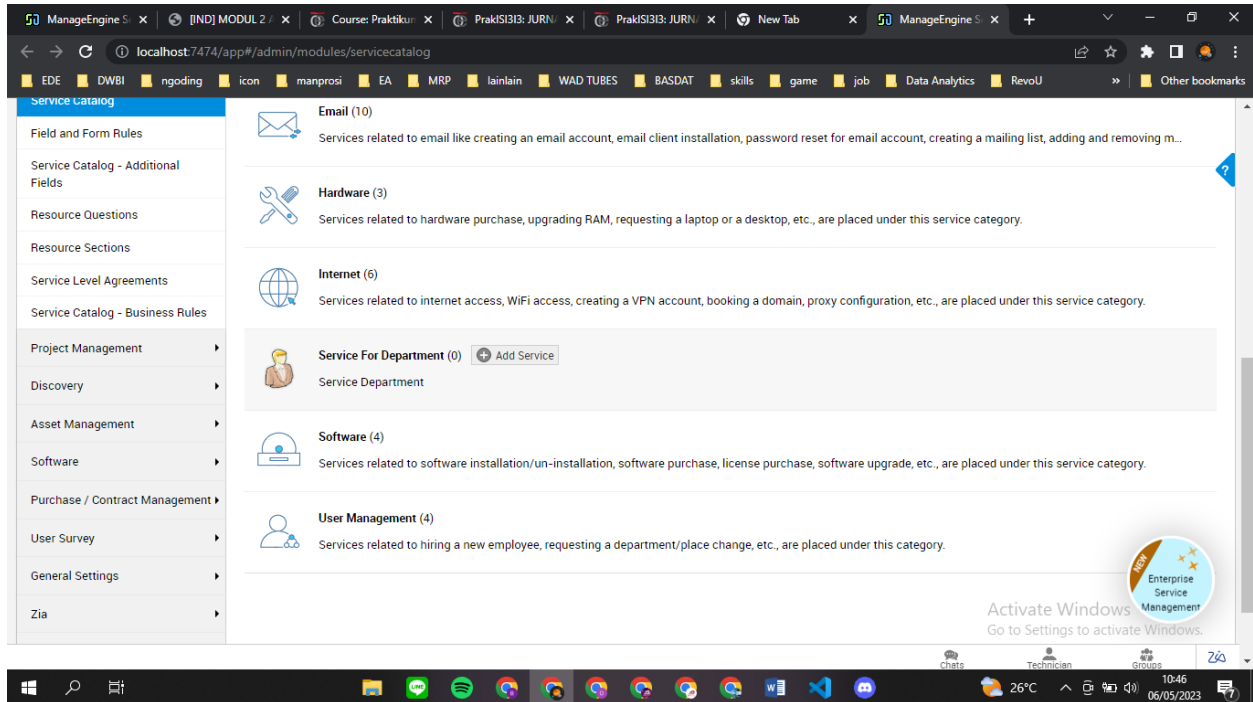 ManageEngine S
[IND] MODUL 2 /
Course: Praktikun
PrakISI3I3: JURN/
PrakISI3I3: JURN/
New Tab
ManageEngine S
localhost:7474/app#/admin/modules/servicecatalog
EDE
DWBI
ngoding
icon
manprosi
EA
MRP
lainlain
WAD TUBES
BASDAT
skills
game
job
Data Analytics
RevoU
»
Other bookmarks
Service Catalog
Field and Form Rules
Service Catalog - Additional
Fields
Resource Questions
Resource Sections
Service Level Agreements
Service Catalog - Business Rules
Project Management
Discovery
Asset Management
Software
Purchase / Contract Management
User Survey
General Settings
Zia
Email (10)
Services related to email like creating an email account, email client installation, password reset for email account, creating a mailing list, adding and removing m...
Hardware (3)
Services related to hardware purchase, upgrading RAM, requesting a laptop or a desktop, etc., are placed under this service category.
Internet (6)
Services related to internet access, WiFi access, creating a VPN account, booking a domain, proxy configuration, etc., are placed under this service category.
Service For Department (0) Add Service
Service Department
Software (4)
Services related to software installation/un-installation, software purchase, license purchase, software upgrade, etc., are placed under this service category.
User Management (4)
Services related to hiring a new employee, requesting a department/place change, etc., are placed under this category.
?
NEW
Enterprise
Service
Management
Activate Windows
Go to Settings to activate Windows.
Chats
Technician
Groups
Zia
LINE
26°C
10:46
06/05/2023
7